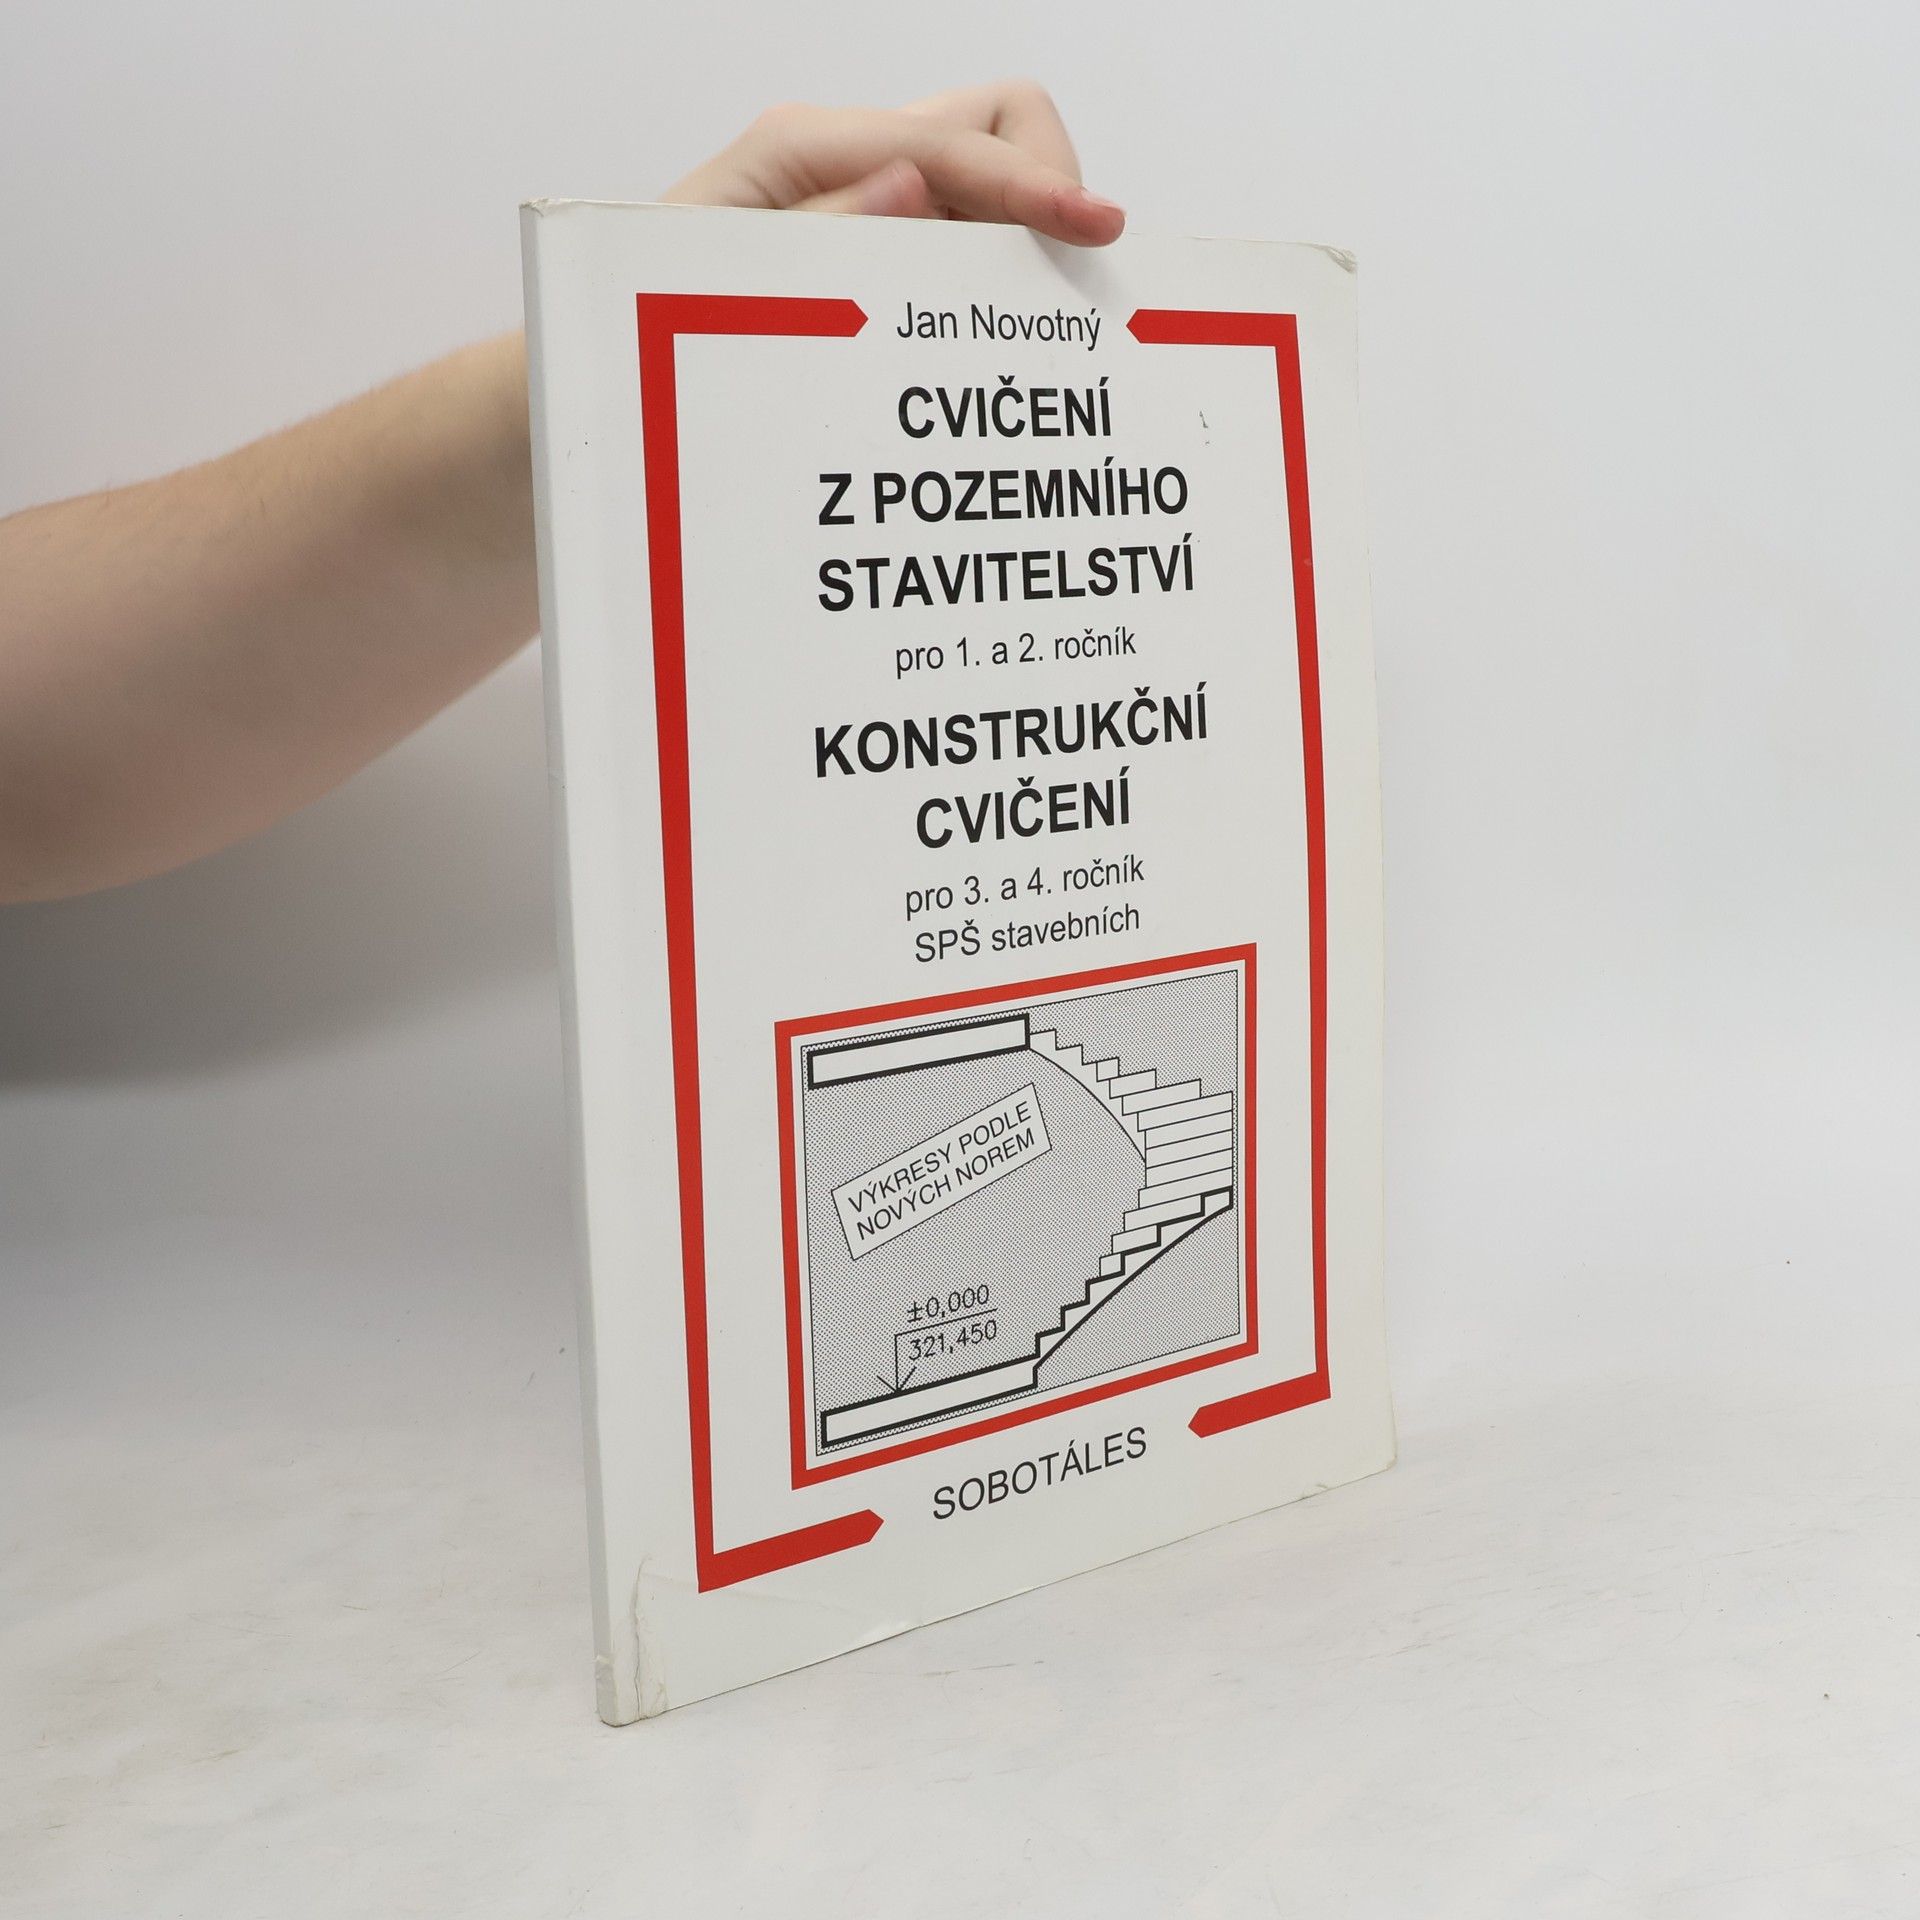 Jan Novotný
CVIČENÍ
Z POZEMNÍHO
STAVITELSTVÍ
pro 1. a 2. ročník
KONSTRUKČNÍ
CVIČENÍ
pro 3. a 4. ročník
SPŠ stavebních
VÝKRESY PODLE
NOVÝCH NOREM
±0,000
321,450
SOBOTÁLES